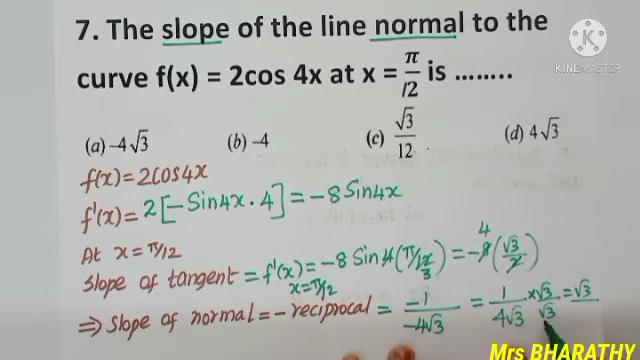 7. The slope of the line normal to the
curve f(x) = 2cos 4x at x = π/12 is ........
(a) -4√3 (b) -4 (c) √3/12 (d) 4√3
f(x) = 2cos4x
f'(x) = 2[-Sin4x · 4] = -8 Sin4x
At x = π/12
Slope of tangent = f'(x) x=π/12 = -8 Sin 4(π/12 3) = -8 4 (√3/2)
⇒ Slope of normal = - reciprocal = -1/-4√3 = 1/4√3 × √3/√3 = √3
KINEMASTER
Mrs BHARATHY